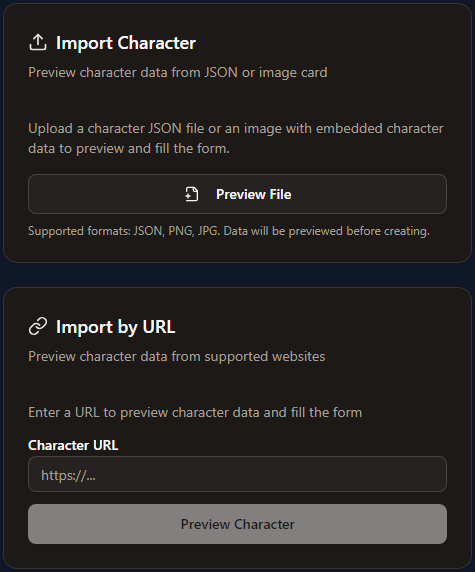 Import Character
Preview character data from JSON or image card
Upload a character JSON file or an image with embedded character
data to preview and fill the form.
Preview File
Supported formats: JSON, PNG, JPG. Data will be previewed before creating.
Import by URL
Preview character data from supported websites
Enter a URL to preview character data and fill the form
Character URL
https://...
Preview Character